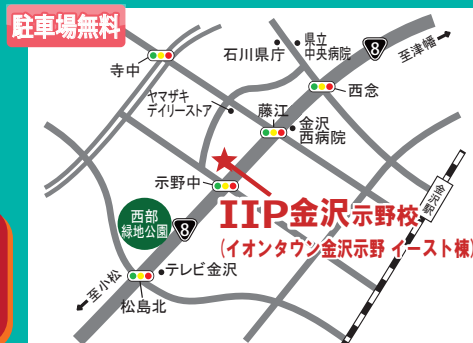 駐車場無料
石川県庁
県立
中央病院
8
至津幡
寺中
ヤマザキ
デイリーストア
西念
藤江
金沢
西病院
示野中
金沢駅
IIP金沢示野校
(イオンタウン金沢示野 イースト棟)
西部
緑地公園
8
テレビ金沢
至小松
松島北